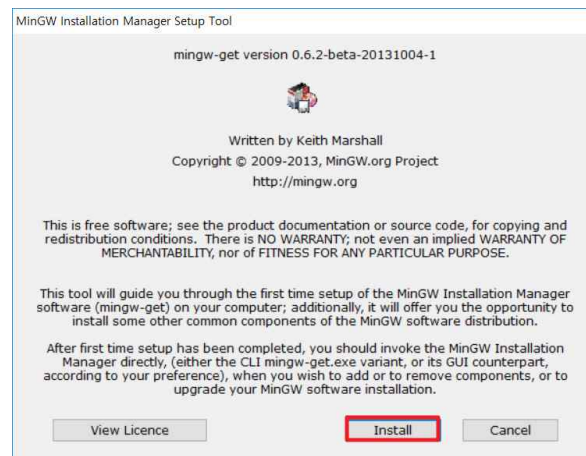 MinGW Installation Manager Setup Tool
mingw-get version 0.6.2-beta-20131004-1
Written by Keith Marshall
Copyright © 2009-2013, MinGW.org Project
http://mingw.org
This is free software; see the product documentation or source code, for copying and
redistribution conditions.  There is NO WARRANTY; not even an implied WARRANTY OF
MERCHANTABILITY, nor of FITNESS FOR ANY PARTICULAR PURPOSE.
This tool will guide you through the first time setup of the MinGW Installation Manager
software (mingw-get) on your computer; additionally, it will offer you the opportunity to
install some other common components of the MinGW software distribution.
After first time setup has been completed, you should invoke the MinGW Installation
Manager directly, (either the CLI mingw-get.exe variant, or its GUI counterpart,
according to your preference), when you wish to add or to remove components, or to
upgrade your MinGW software installation.
View Licence Install Cancel